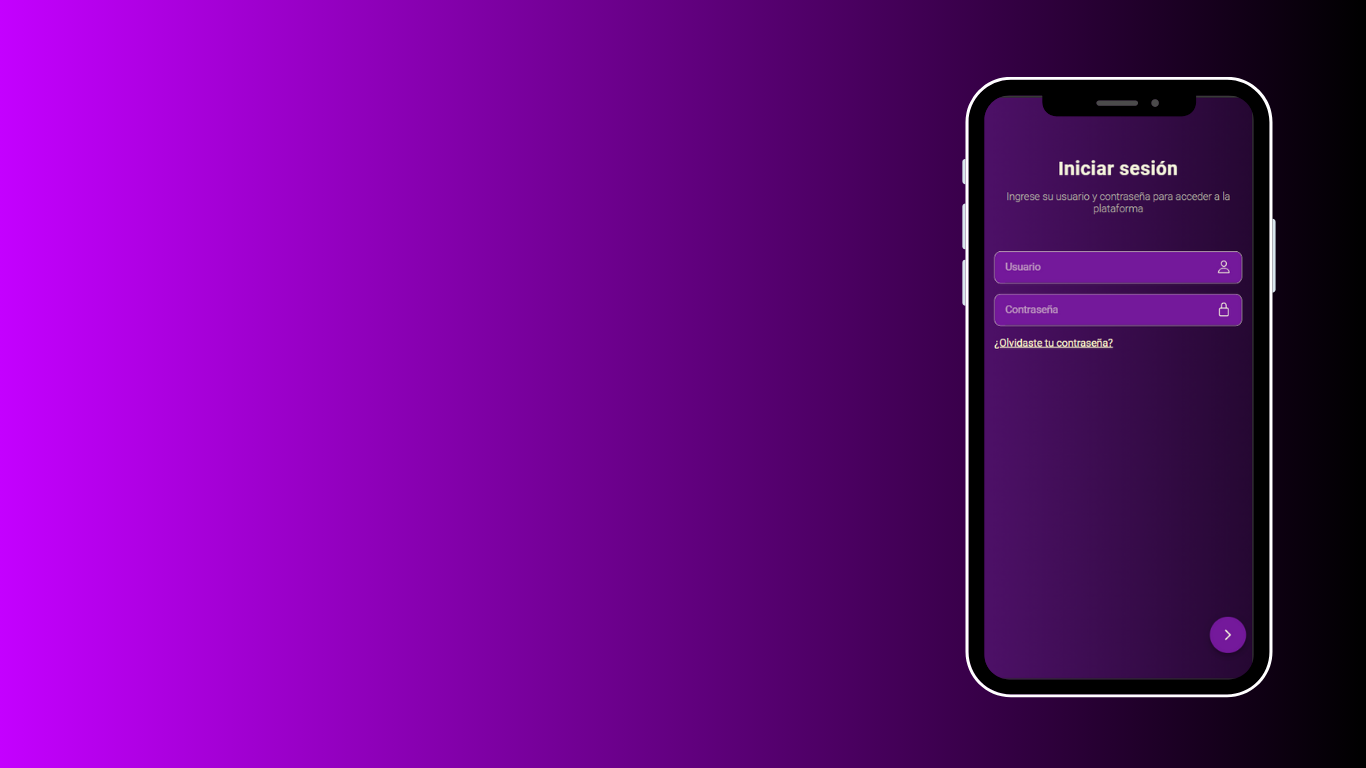 Iniciar sesión
Ingrese su usuario y contraseña para acceder a la
plataforma
Usuario
Contraseña
¿Olvidaste tu contraseña?